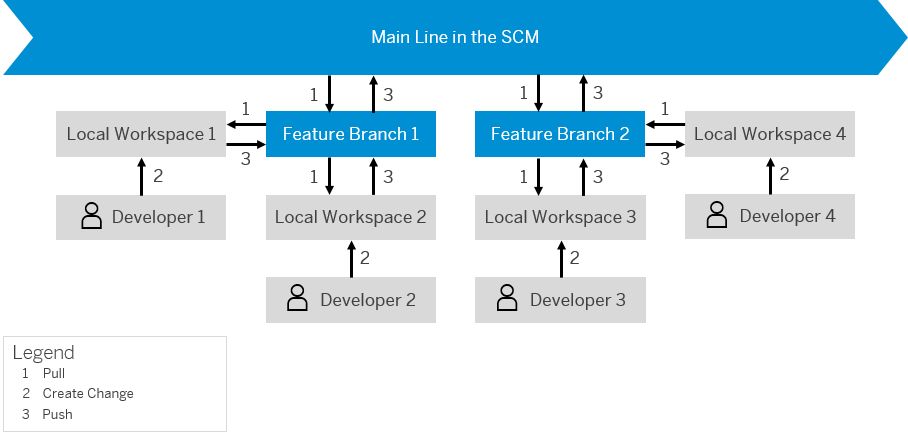 Main Line in the SCM
1
3
1
3
1
1
Local Workspace 1
Feature Branch 1
Feature Branch 2
Local Workspace 4
3
3
2
1
3
1
3
2
Developer 1
Local Workspace 2
Local Workspace 3
Developer 4
2
2
Developer 2
Developer 3
Legend
1 Pull
2 Create Change
3 Push